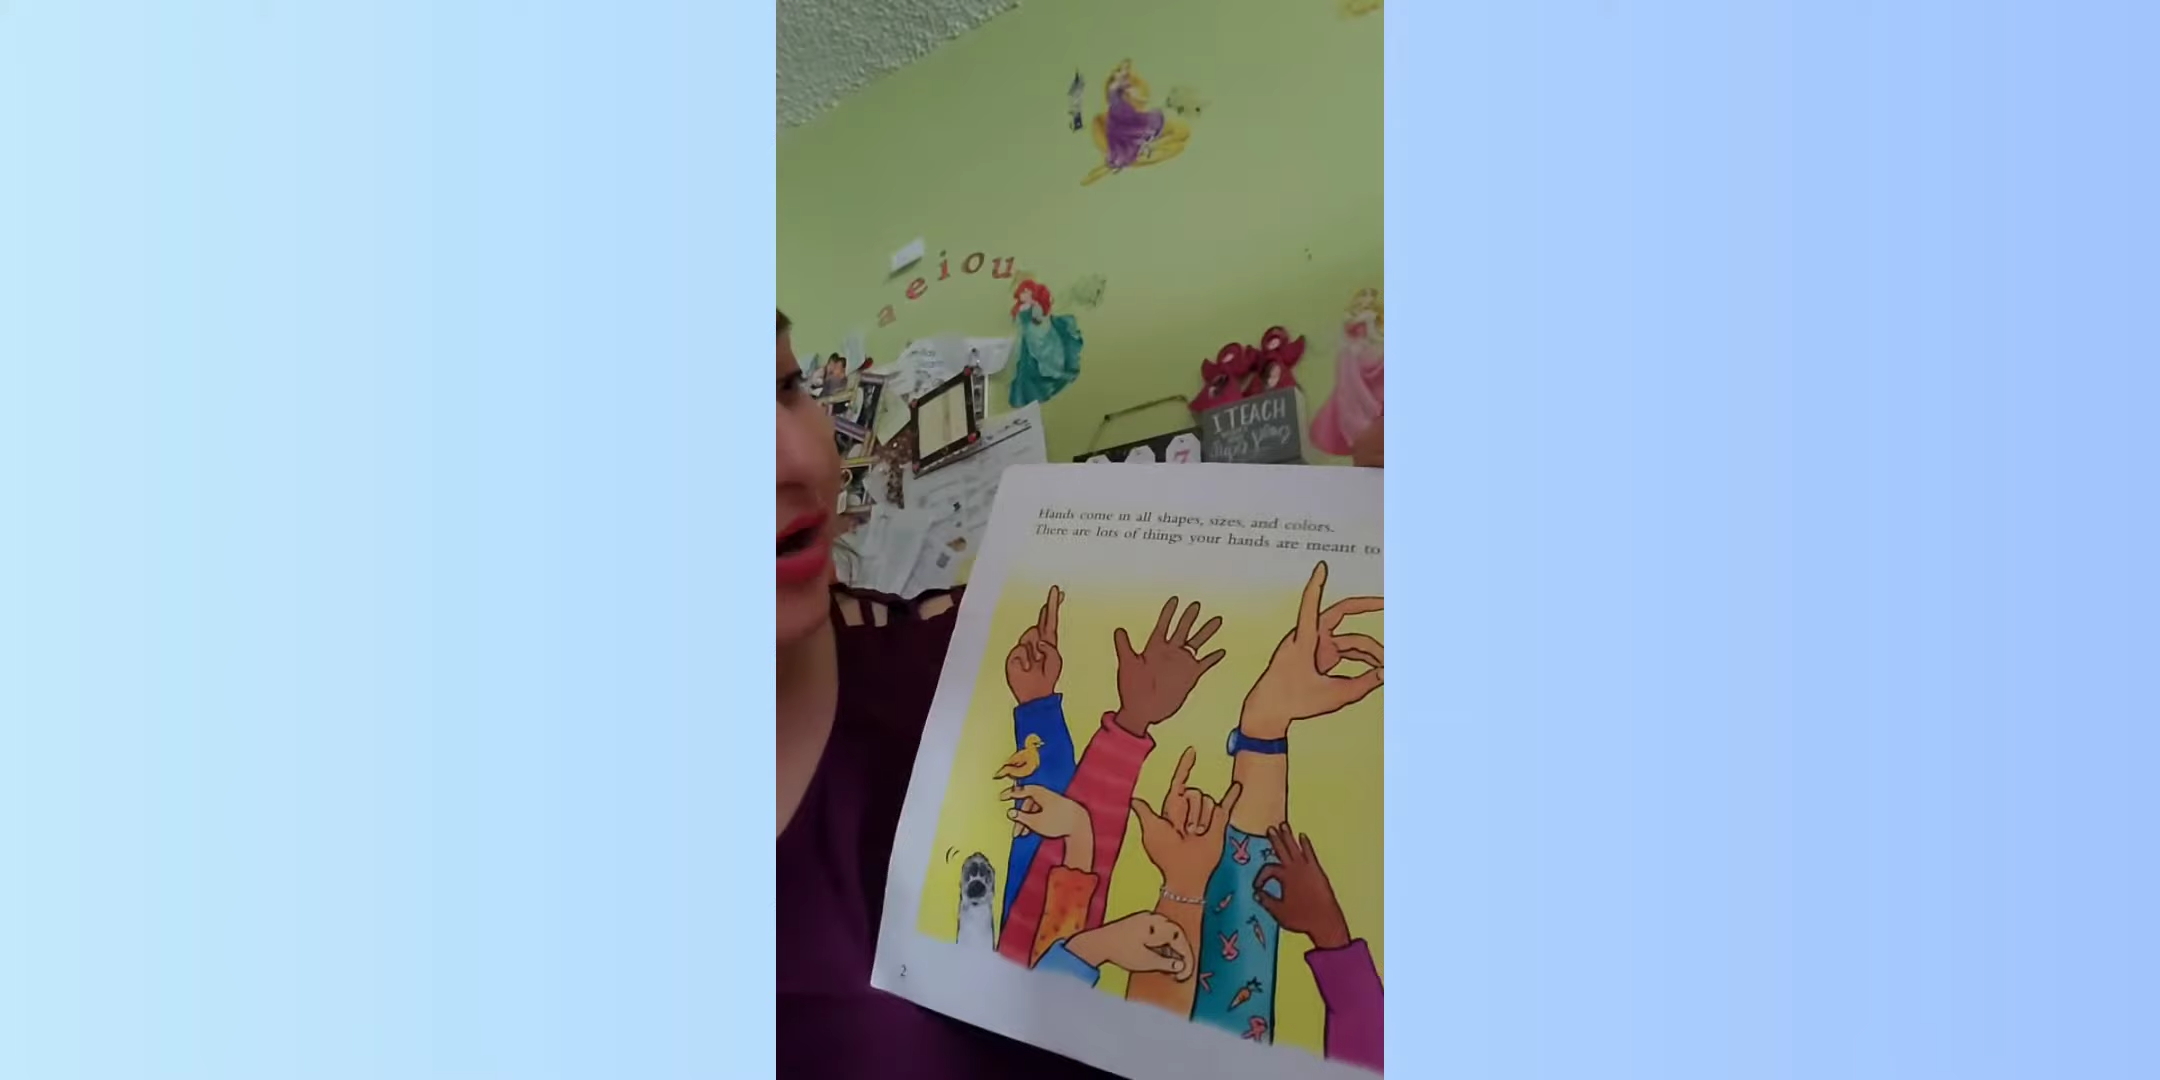 a e i o u
I TEACH
7
Hands come in all shapes, sizes, and colors.
There are lots of things your hands are meant to
2